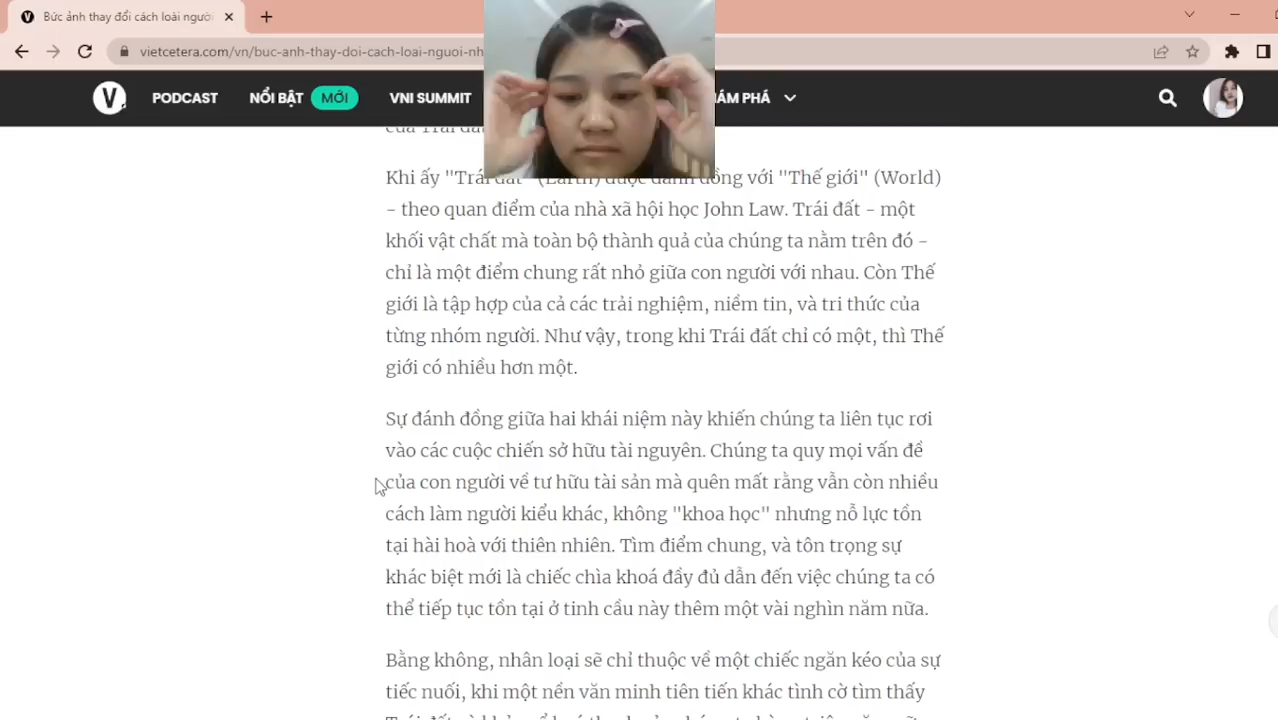 Bức ảnh thay đổi cách loài người
vietcetera.com/vn/buc-anh-thay-doi-cach-loai-nguoi-nh
V. PODCAST NỔI BẬT MỚI VNI SUMMIT PHÁ
của Trái
Khi ấy "Trái đất" (Earth) được đánh đồng với "Thế giới" (World)
- theo quan điểm của nhà xã hội học John Law. Trái đất - một
khối vật chất mà toàn bộ thành quả của chúng ta nằm trên đó -
chỉ là một điểm chung rất nhỏ giữa con người với nhau. Còn Thế
giới là tập hợp của cả các trải nghiệm, niềm tin, và tri thức của
từng nhóm người. Như vậy, trong khi Trái đất chỉ có một, thì Thế
giới có nhiều hơn một.
Sự đánh đồng giữa hai khái niệm này khiến chúng ta liên tục rơi
vào các cuộc chiến sở hữu tài nguyên. Chúng ta quy mọi vấn đề
của con người về tư hữu tài sản mà quên mất rằng vẫn còn nhiều
cách làm người kiểu khác, không "khoa học" nhưng nỗ lực tồn
tại hài hoà với thiên nhiên. Tìm điểm chung, và tôn trọng sự
khác biệt mới là chiếc chìa khoá đầy đủ dẫn đến việc chúng ta có
thể tiếp tục tồn tại ở tinh cầu này thêm một vài nghìn năm nữa.
Bằng không, nhân loại sẽ chỉ thuộc về một chiếc ngăn kéo của sự
tiếc nuối, khi một nền văn minh tiên tiến khác tình cờ tìm thấy